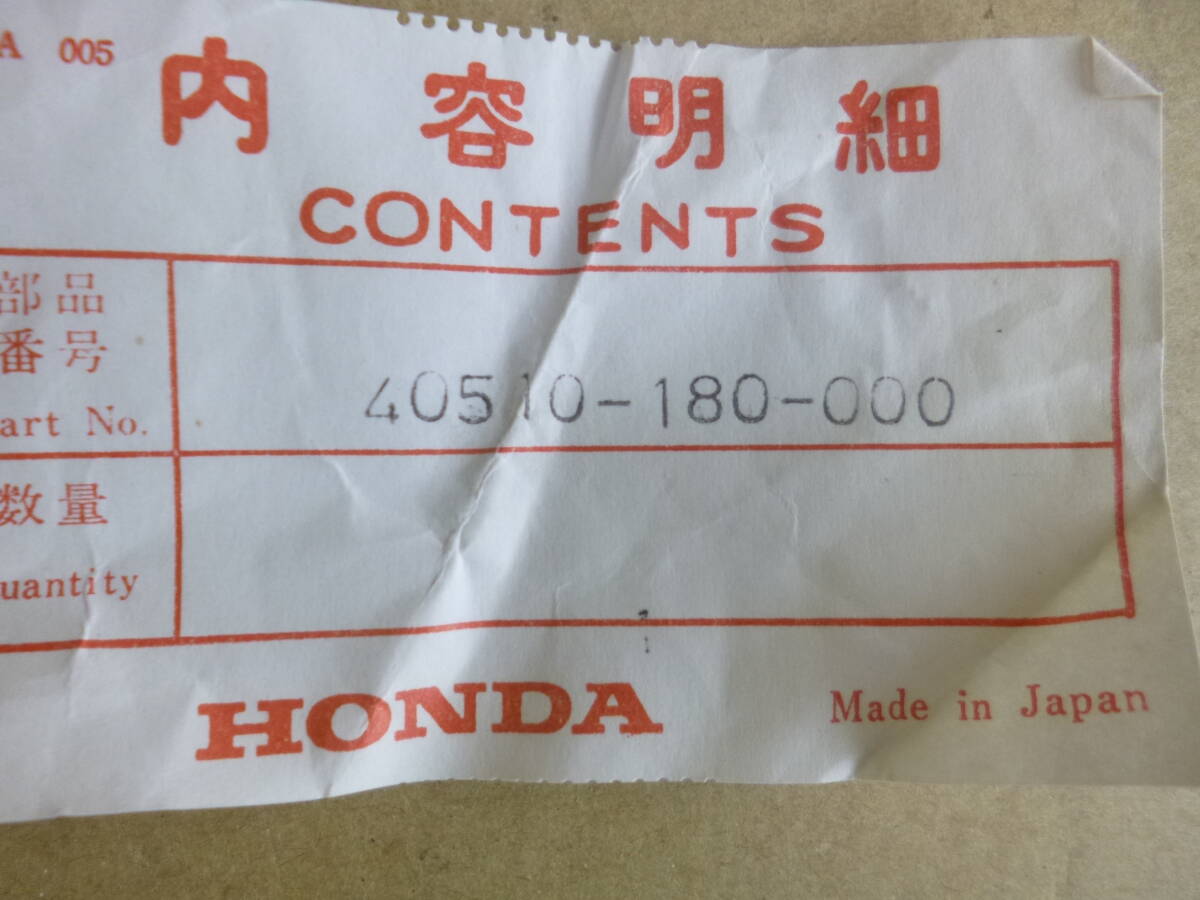 A 005
内容明細
CONTENTS
部品
番号
art No.
40510-180-000
数量
uantity
HONDA
Made in Japan